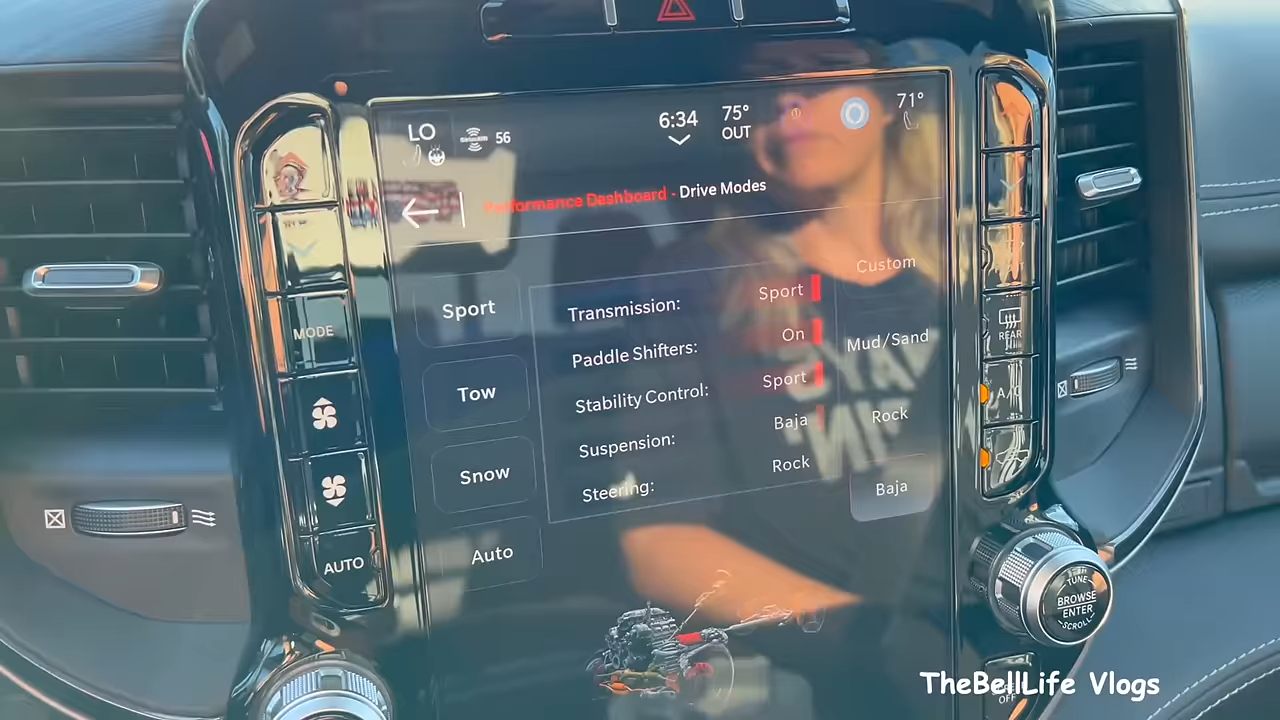 LO
56
6:34
75°
OUT
71°
Performance Dashboard - Drive Modes
Sport
Tow
Snow
Auto
Transmission: Sport
Paddle Shifters: On
Stability Control: Sport
Suspension: Baja
Steering: Rock
Custom
Mud/Sand
Rock
Baja
MODE
AUTO
REAR
A/C
TUNE
BROWSE
ENTER
SCROLL
OFF
TheBellLife Vlogs